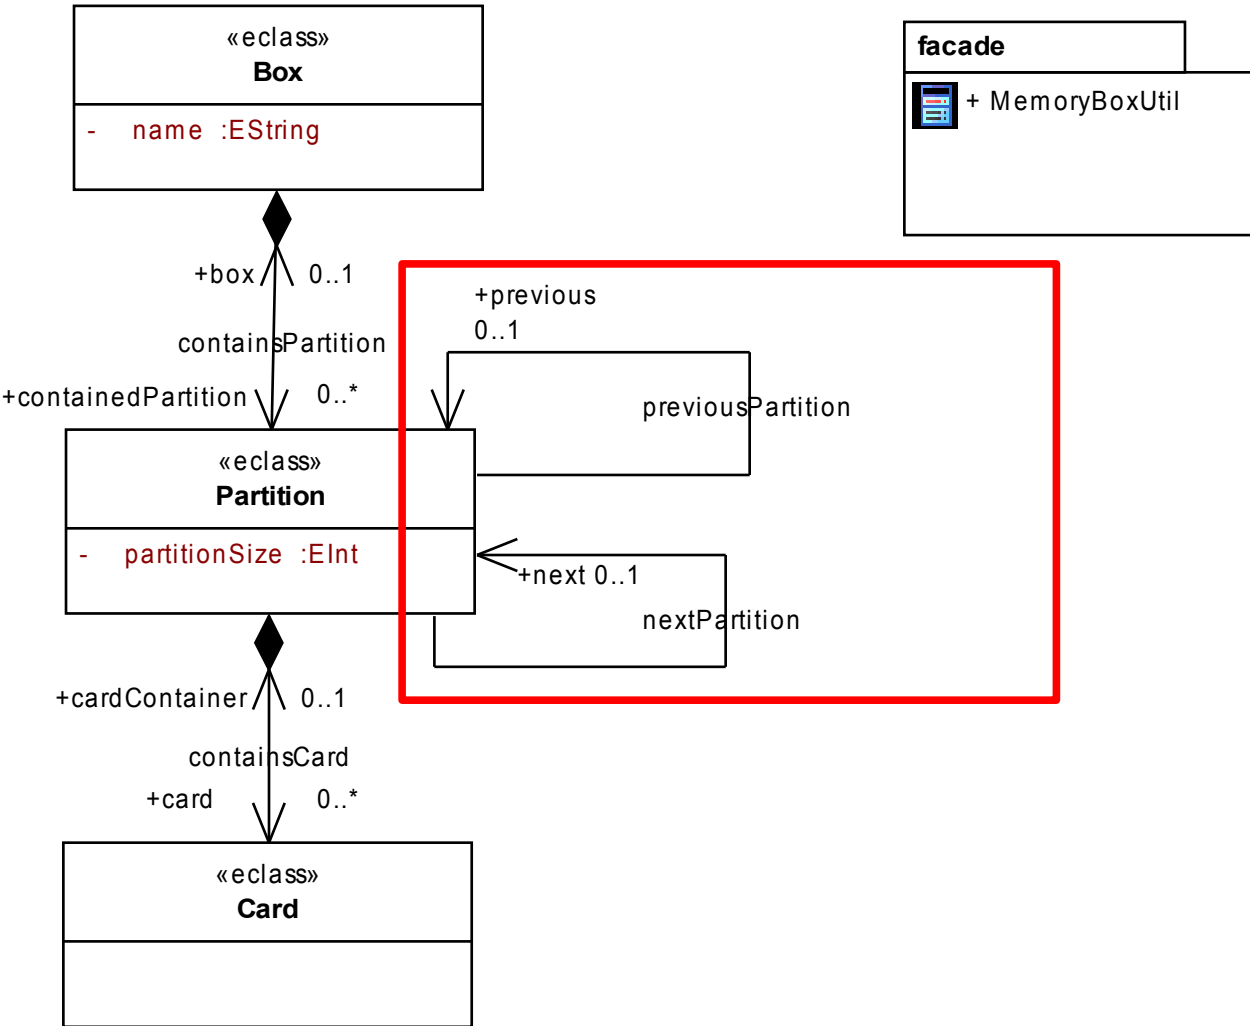 «eclass»
Box
- name :EString
facade
+ MemoryBoxUtil
+box 0..1
containsPartition
+containedPartition 0..*
+previous
0..1
previousPartition
«eclass»
Partition
- partitionSize :EInt
+next 0..1
nextPartition
+cardContainer 0..1
containsCard
+card 0..*
«eclass»
Card